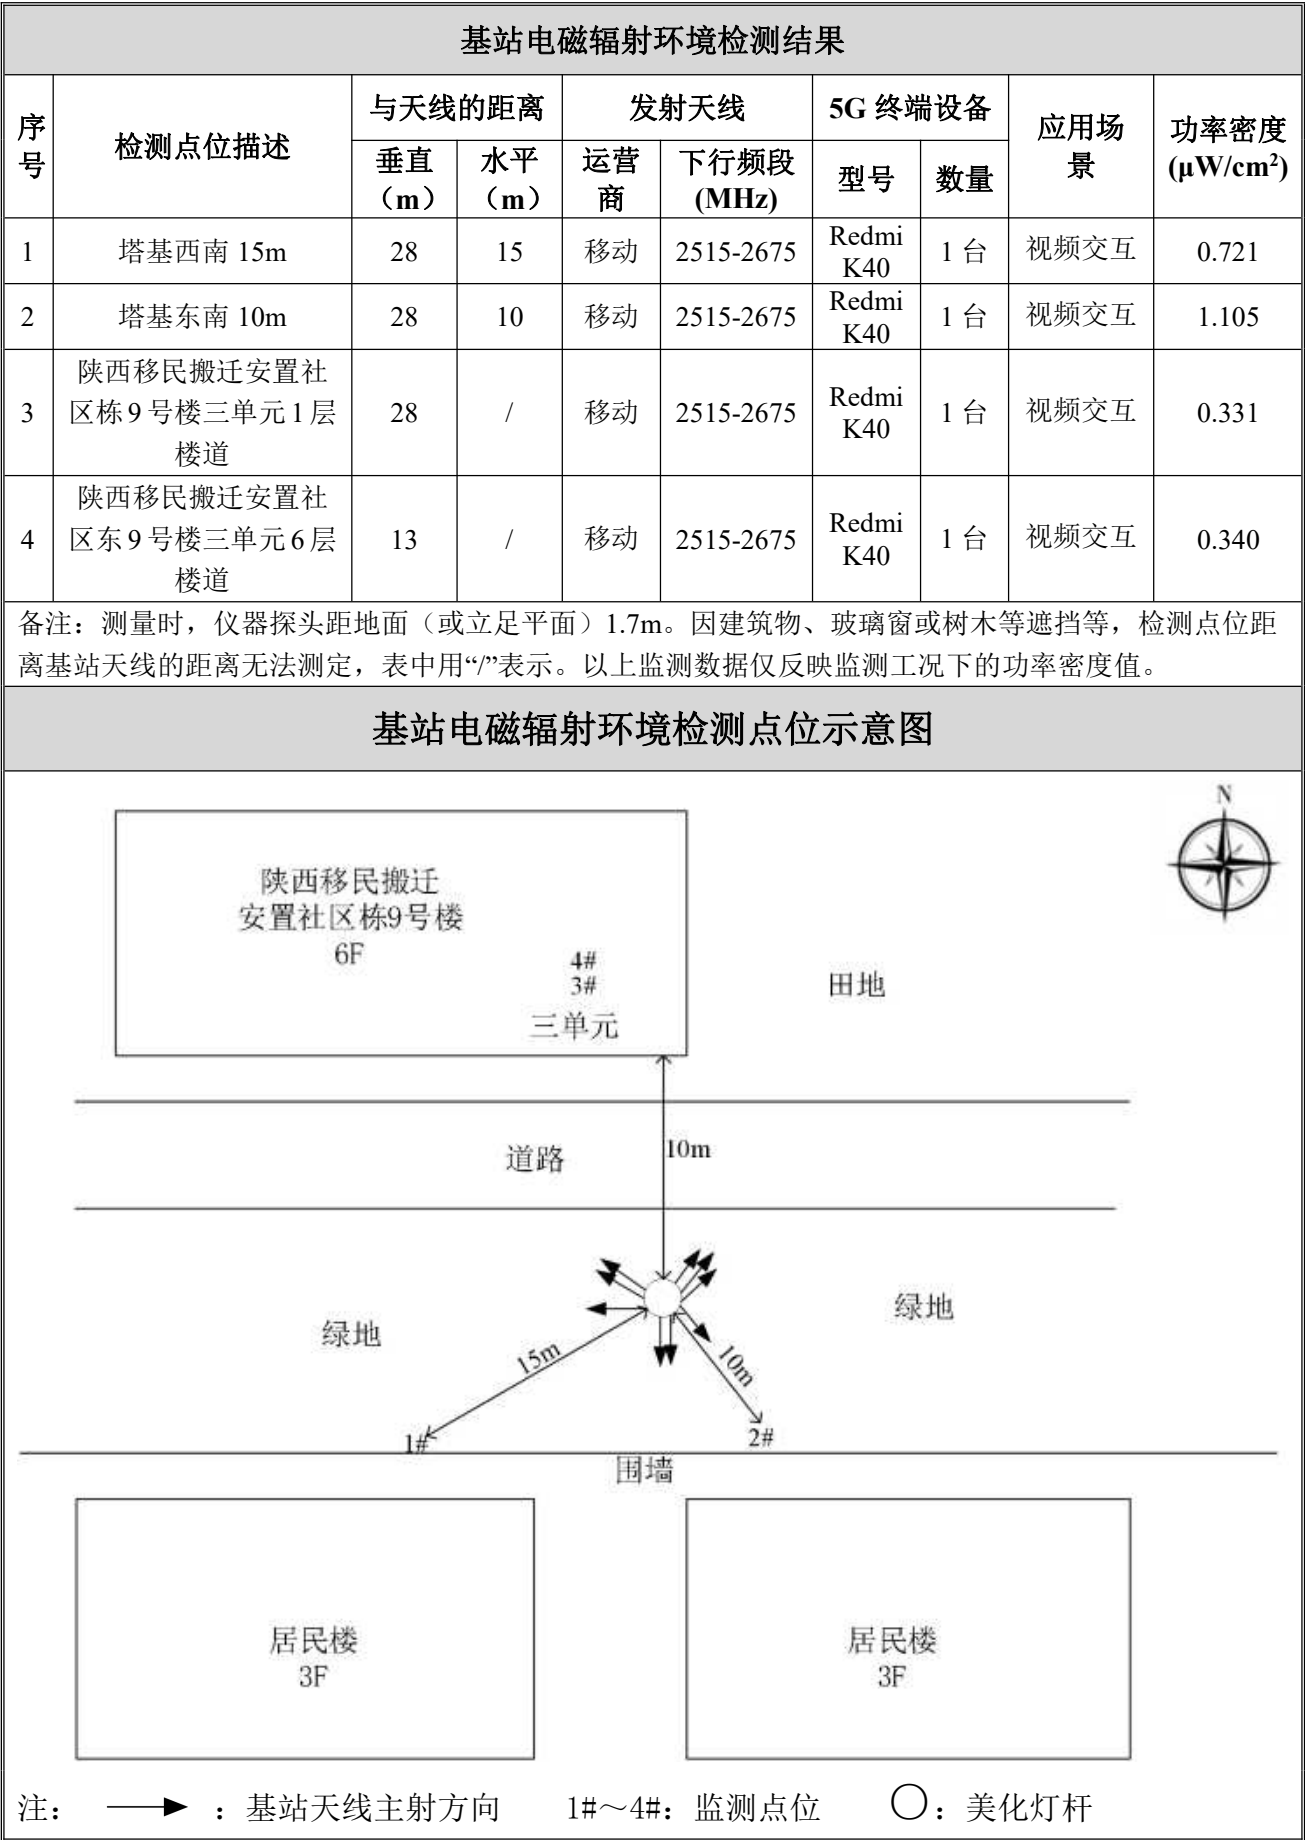 基站电磁辐射环境检测结果
序号 检测点位描述 与天线的距离 发射天线 5G 终端设备 应用场景 功率密度(μW/cm²)
垂直（m） 水平（m） 运营商 下行频段(MHz) 型号 数量
1 塔基西南 15m 28 15 移动 2515-2675 Redmi K40 1 台 视频交互 0.721
2 塔基东南 10m 28 10 移动 2515-2675 Redmi K40 1 台 视频交互 1.105
3 陕西移民搬迁安置社区栋 9 号楼三单元 1 层楼道 28 / 移动 2515-2675 Redmi K40 1 台 视频交互 0.331
4 陕西移民搬迁安置社区东 9 号楼三单元 6 层楼道 13 / 移动 2515-2675 Redmi K40 1 台 视频交互 0.340
备注：测量时，仪器探头距地面（或立足平面）1.7m。因建筑物、玻璃窗或树木等遮挡等，检测点位距
离基站天线的距离无法测定，表中用“/”表示。以上监测数据仅反映监测工况下的功率密度值。
基站电磁辐射环境检测点位示意图
N
陕西移民搬迁
安置社区栋9号楼
6F
4#
3#
三单元
田地
道路
10m
绿地
绿地
15m
10m
1#
2#
围墙
居民楼
3F
居民楼
3F
注： ：基站天线主射方向 1#～4#：监测点位 ：美化灯杆